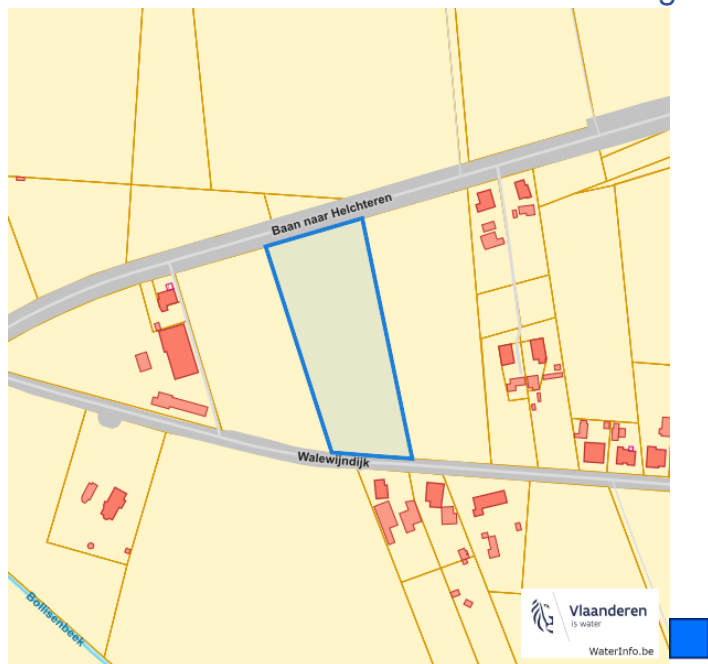 Baan naar Helchteren
Walewijndijk
Bollisenbeek
Vlaanderen
is water
WaterInfo.be